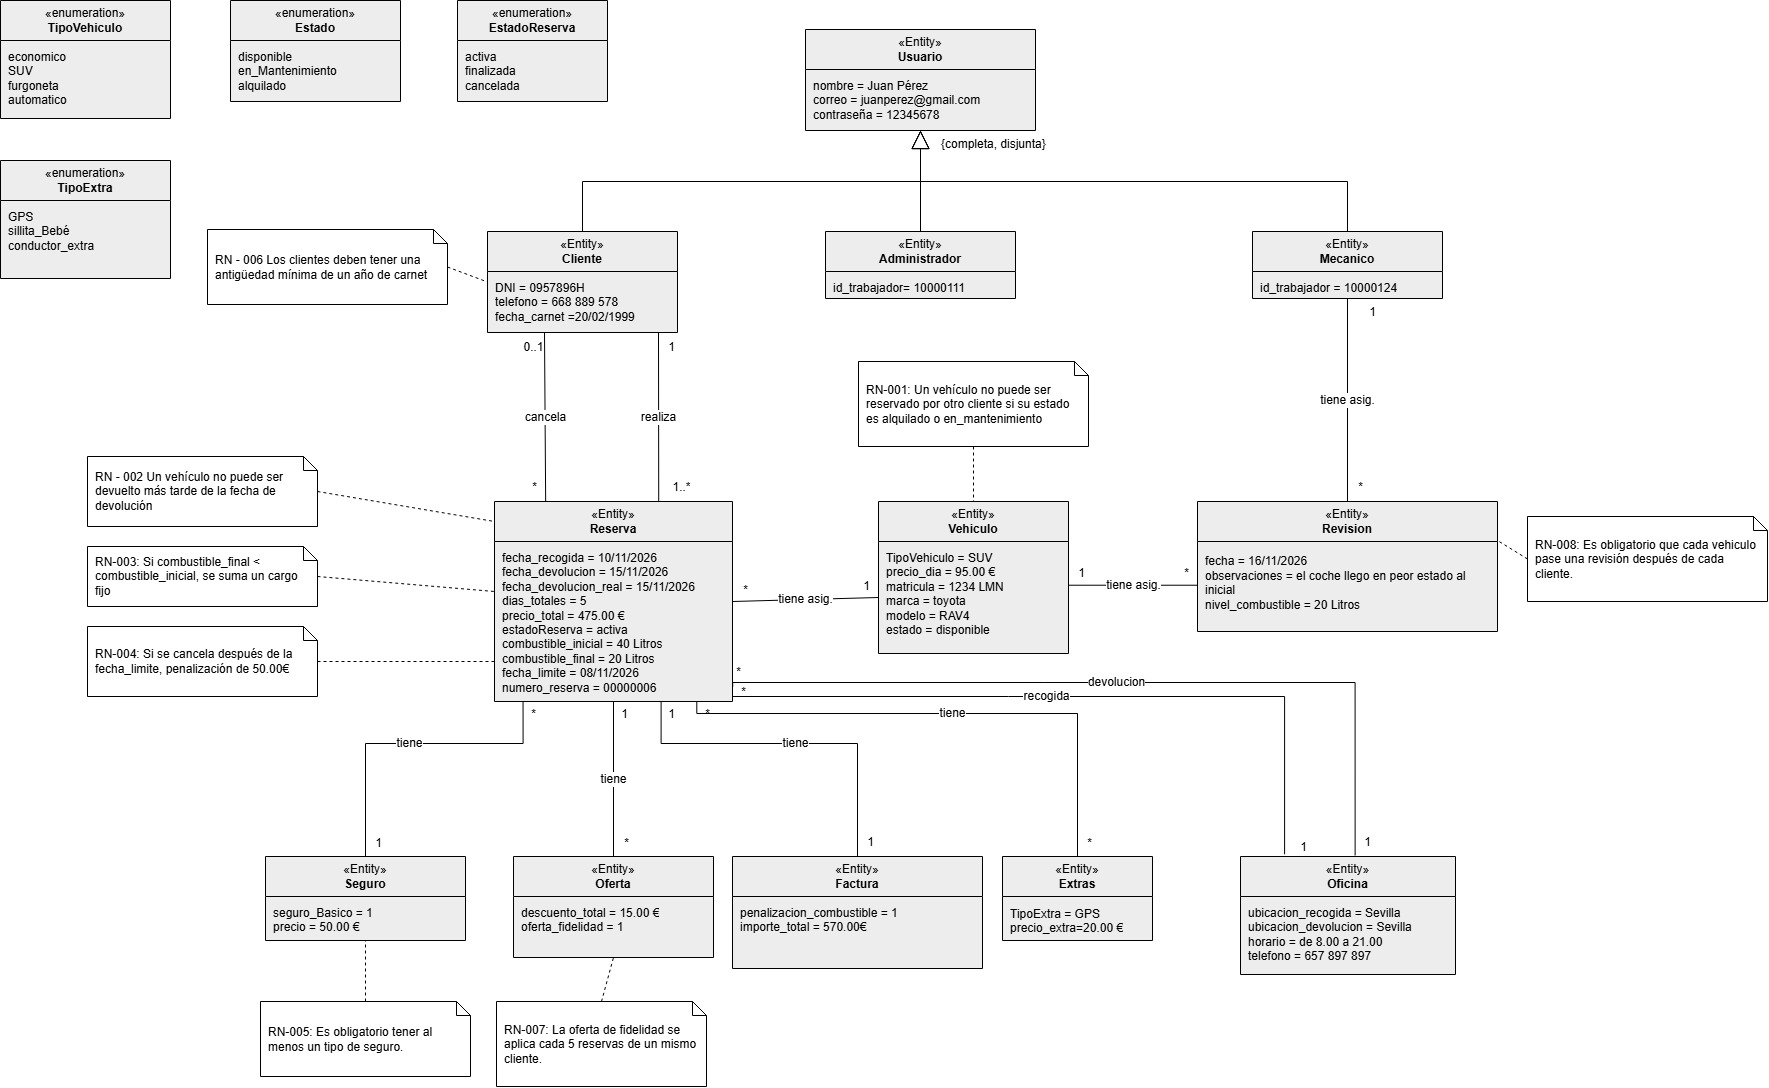 «enumeration»
TipoVehiculo
economico
SUV
furgoneta
automatico
«enumeration»
Estado
disponible
en_Mantenimiento
alquilado
«enumeration»
EstadoReserva
activa
finalizada
cancelada
«Entity»
Usuario
nombre = Juan Pérez
correo = juanperez@gmail.com
contraseña = 12345678
{completa, disjunta}
«enumeration»
TipoExtra
GPS
sillita_Bebé
conductor_extra
RN - 006 Los clientes deben tener una
antigüedad mínima de un año de carnet
«Entity»
Cliente
DNI = 0957896H
telefono = 668 889 578
fecha_carnet =20/02/1999
«Entity»
Administrador
id_trabajador= 10000111
«Entity»
Mecanico
id_trabajador = 10000124
0..1
1
1
cancela
realiza
tiene asig.
*
1..*
*
RN-001: Un vehículo no puede ser
reservado por otro cliente si su estado
es alquilado o en_mantenimiento
RN - 002 Un vehículo no puede ser
devuelto más tarde de la fecha de
devolución
RN-003: Si combustible_final <
combustible_inicial, se suma un cargo
fijo
RN-004: Si se cancela después de la
fecha_limite, penalización de 50.00€
«Entity»
Reserva
fecha_recogida = 10/11/2026
fecha_devolucion = 15/11/2026
fecha_devolucion_real = 15/11/2026
dias_totales = 5
precio_total = 475.00 €
estadoReserva = activa
combustible_inicial = 40 Litros
combustible_final = 20 Litros
fecha_limite = 08/11/2026
numero_reserva = 00000006
*
tiene asig.
1
«Entity»
Vehiculo
TipoVehiculo = SUV
precio_dia = 95.00 €
matricula = 1234 LMN
marca = toyota
modelo = RAV4
estado = disponible
1
tiene asig.
*
«Entity»
Revision
fecha = 16/11/2026
observaciones = el coche llego en peor estado al
inicial
nivel_combustible = 20 Litros
RN-008: Es obligatorio que cada vehiculo
pase una revisión después de cada
cliente.
*
devolucion
*
recogida
*
1
1
*
tiene
tiene
tiene
tiene
1
*
1
*
1
1
«Entity»
Seguro
seguro_Basico = 1
precio = 50.00 €
«Entity»
Oferta
descuento_total = 15.00 €
oferta_fidelidad = 1
«Entity»
Factura
penalizacion_combustible = 1
importe_total = 570.00€
«Entity»
Extras
TipoExtra = GPS
precio_extra=20.00 €
«Entity»
Oficina
ubicacion_recogida = Sevilla
ubicacion_devolucion = Sevilla
horario = de 8.00 a 21.00
telefono = 657 897 897
RN-005: Es obligatorio tener al
menos un tipo de seguro.
RN-007: La oferta de fidelidad se
aplica cada 5 reservas de un mismo
cliente.